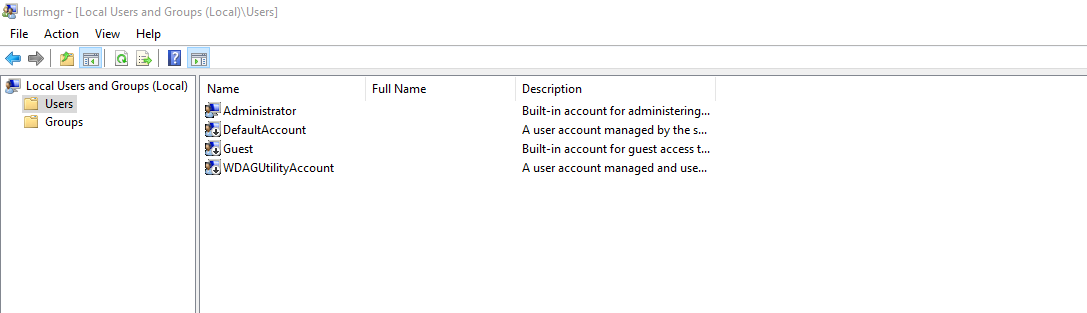 lusrmgr - [Local Users and Groups (Local)\Users]
File Action View Help
Local Users and Groups (Local)
Users
Groups
Name Full Name Description
Administrator Built-in account for administering...
DefaultAccount A user account managed by the s...
Guest Built-in account for guest access t...
WDAGUtilityAccount A user account managed and use...